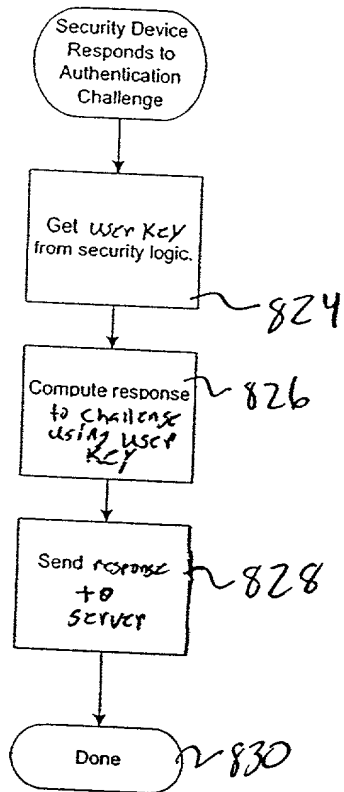 Security Device
Responds to
Authentication
Challenge
Get user key
from security logic.
824
Compute response
to challenge
using user
key
826
Send response
to
server
828
Done
830